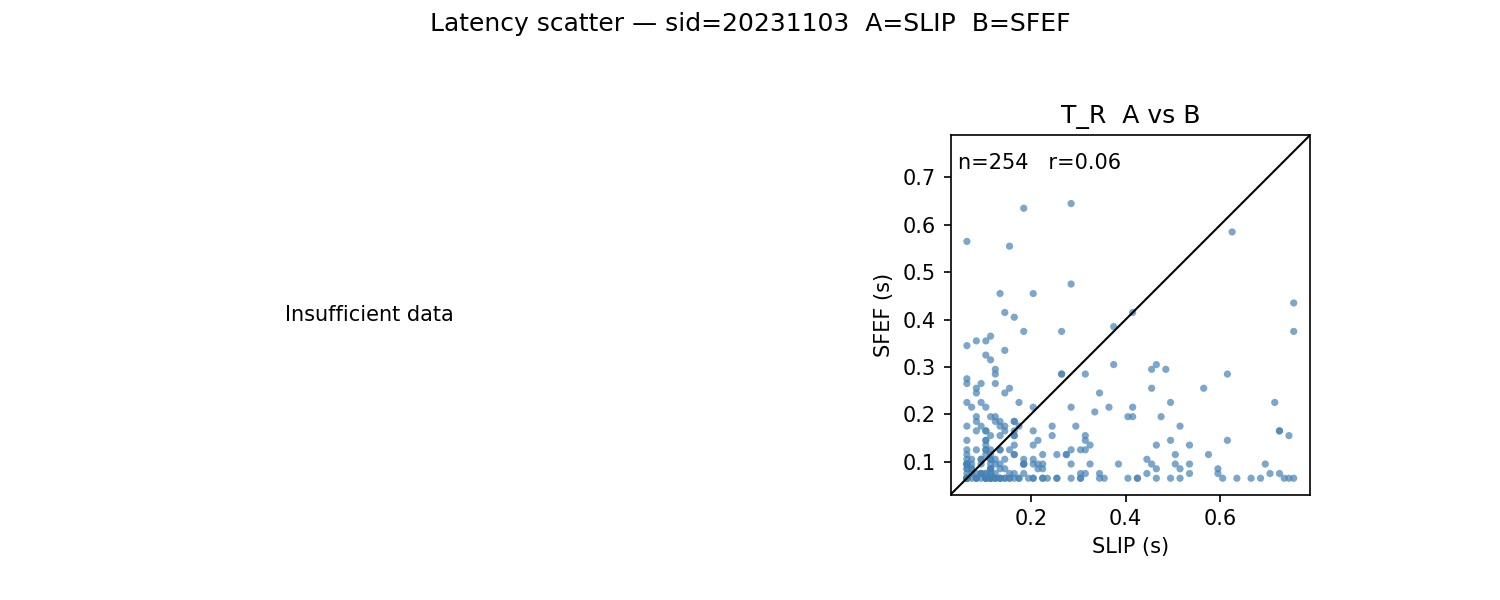 Latency scatter — sid=20231103  A=SLIP  B=SFEF
Insufficient data
T_R  A vs B
n=254   r=0.06
0.7
0.6
0.5
0.4
0.3
0.2
0.1
SFEF (s)
0.2 0.4 0.6
SLIP (s)